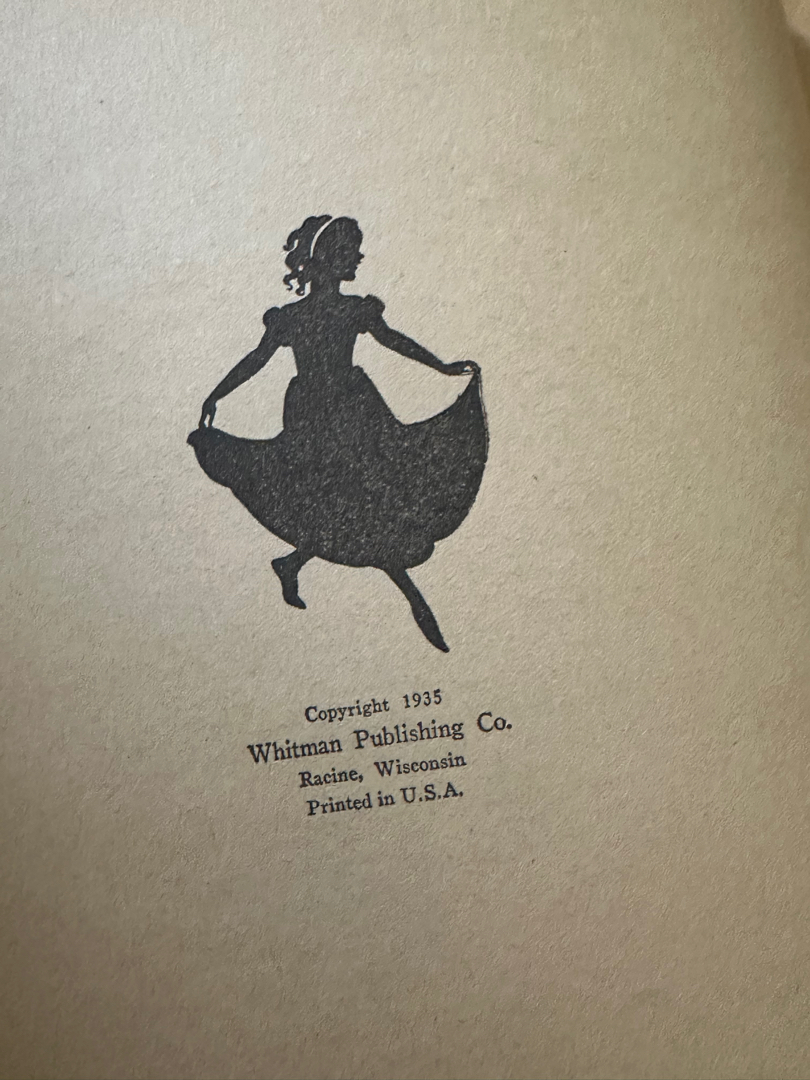 Copyright 1935
Whitman Publishing Co.
Racine, Wisconsin
Printed in U.S.A.